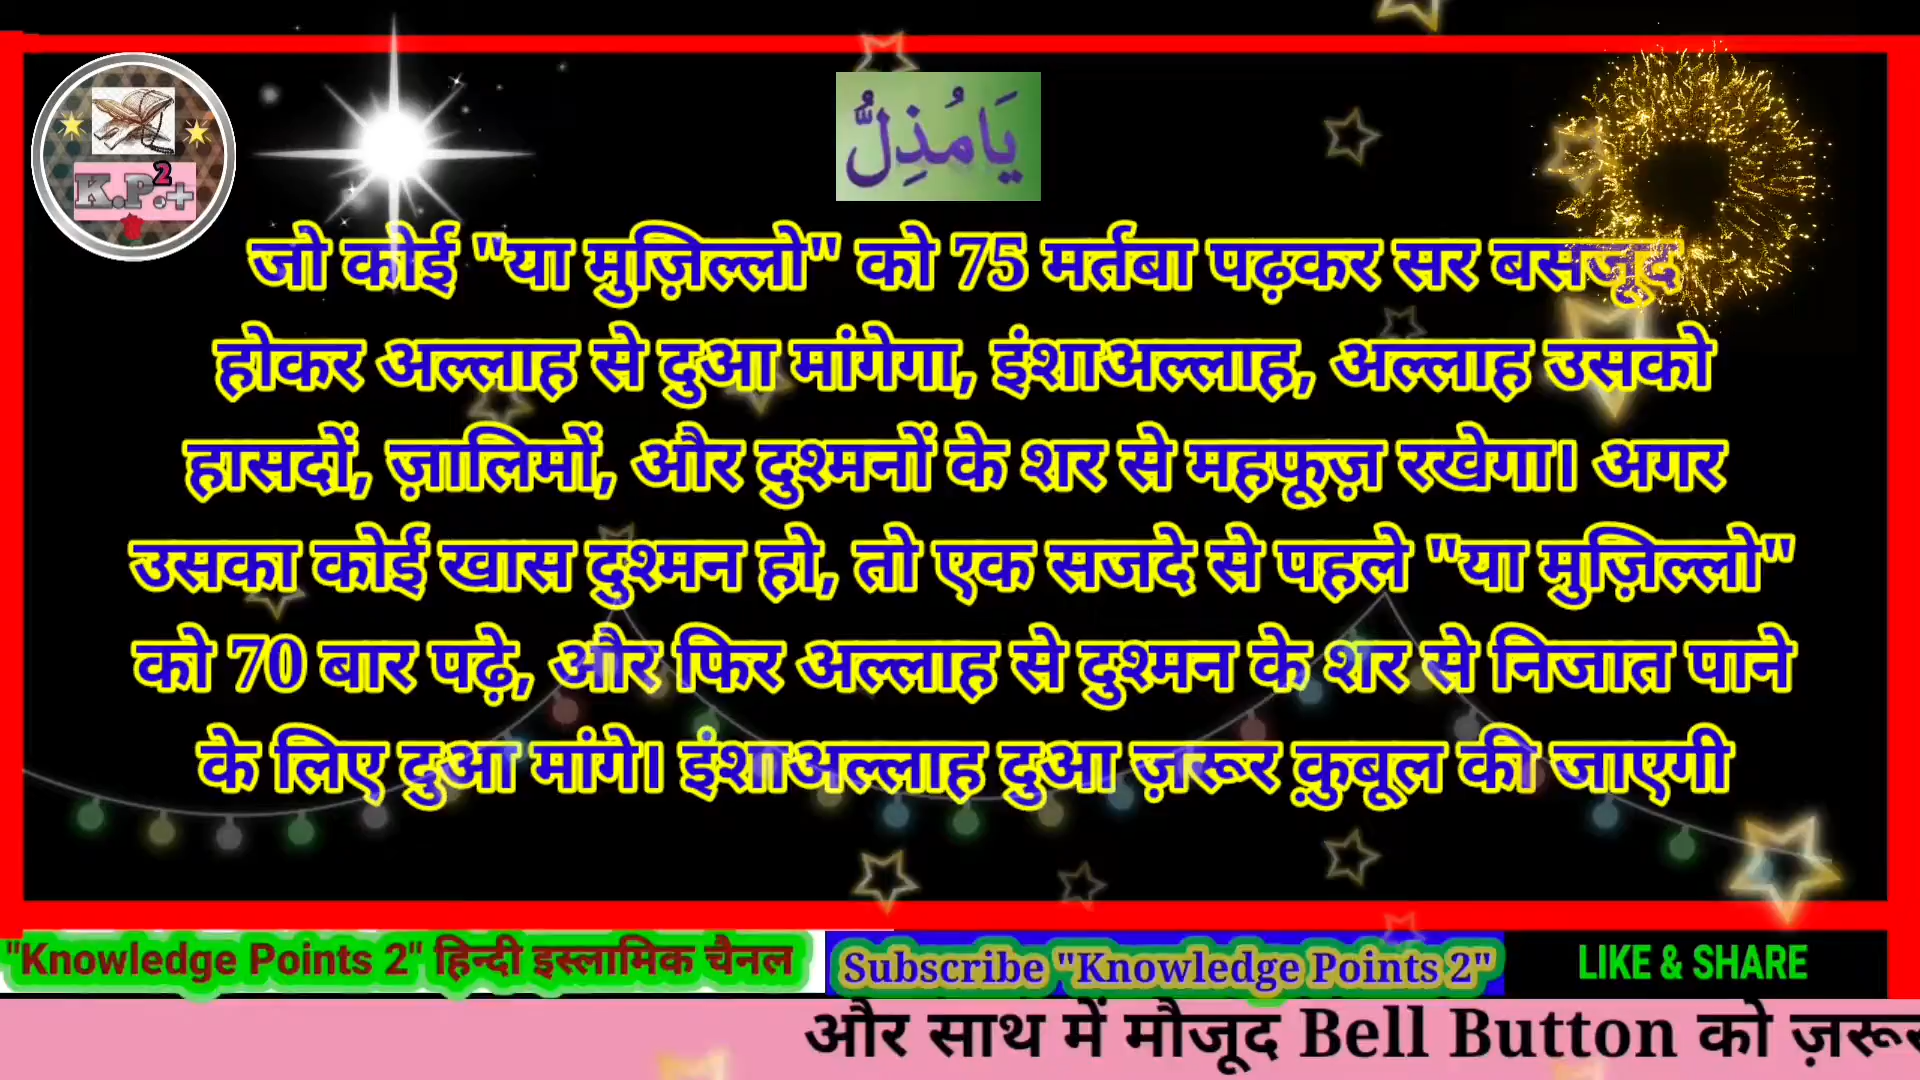 يَا مُذِلُّ
K.P.2+
जो कोई "या मुज़िल्लो" को 75 मर्तबा पढ़कर सर बसजूद
होकर अल्लाह से दुआ मांगेगा, इंशाअल्लाह, अल्लाह उसको
हासदों, ज़ालिमों, और दुश्मनों के शर से महफूज़ रखेगा। अगर
उसका कोई खास दुश्मन हो, तो एक सजदे से पहले "या मुज़िल्लो"
को 70 बार पढ़े, और फिर अल्लाह से दुश्मन के शर से निजात पाने
के लिए दुआ मांगे। इंशाअल्लाह दुआ ज़रूर क़ुबूल की जाएगी
"Knowledge Points 2" हिन्दी इस्लामिक चैनल
Subscribe "Knowledge Points 2"
LIKE & SHARE
और साथ में मौजूद Bell Button को